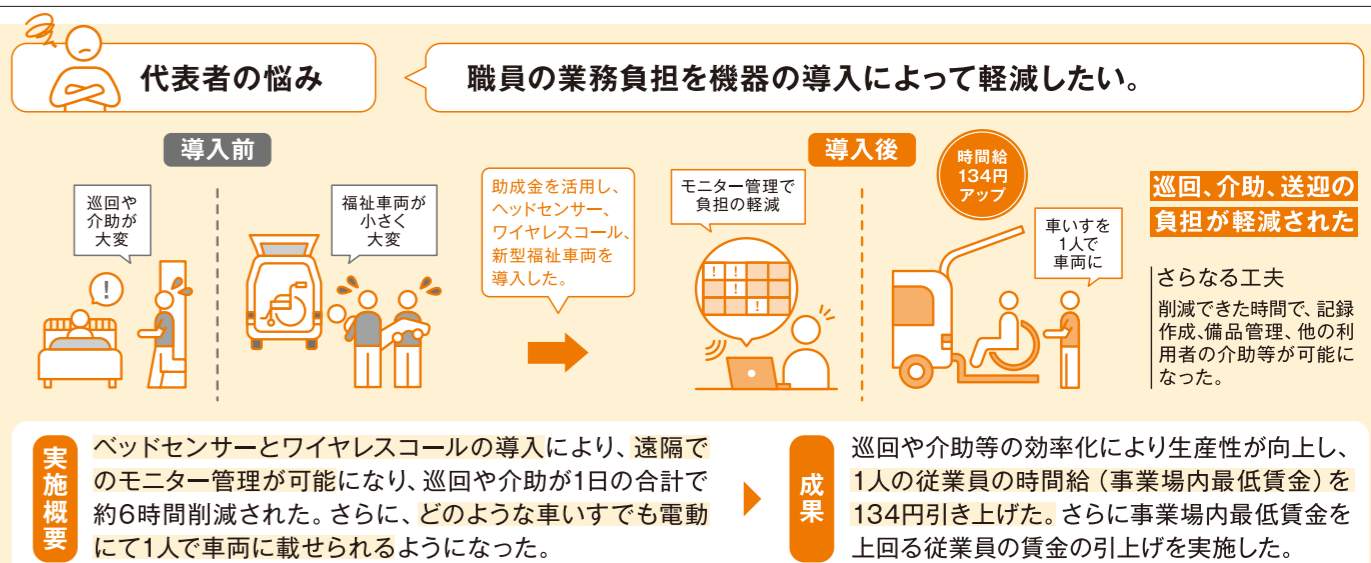 代表者の悩み
職員の業務負担を機器の導入によって軽減したい。
導入前
巡回や
介助が
大変
!
福祉車両が
小さく
大変
助成金を活用し、
ヘッドセンサー、
ワイヤレスコール、
新型福祉車両を
導入した。
導入後
モニター管理で
負担の軽減
! !
!
!
時間給
134円
アップ
車いすを
1人で
車両に
巡回、介助、送迎の
負担が軽減された
さらなる工夫
削減できた時間で、記録
作成、備品管理、他の利
用者の介助等が可能に
なった。
実施概要
ベッドセンサーとワイヤレスコールの導入により、遠隔で
のモニター管理が可能になり、巡回や介助が1日の合計で
約6時間削減された。さらに、どのような車いすでも電動
にて1人で車両に載せられるようになった。
成果
巡回や介助等の効率化により生産性が向上し、
1人の従業員の時間給（事業場内最低賃金）を
134円引き上げた。さらに事業場内最低賃金を
上回る従業員の賃金の引上げを実施した。